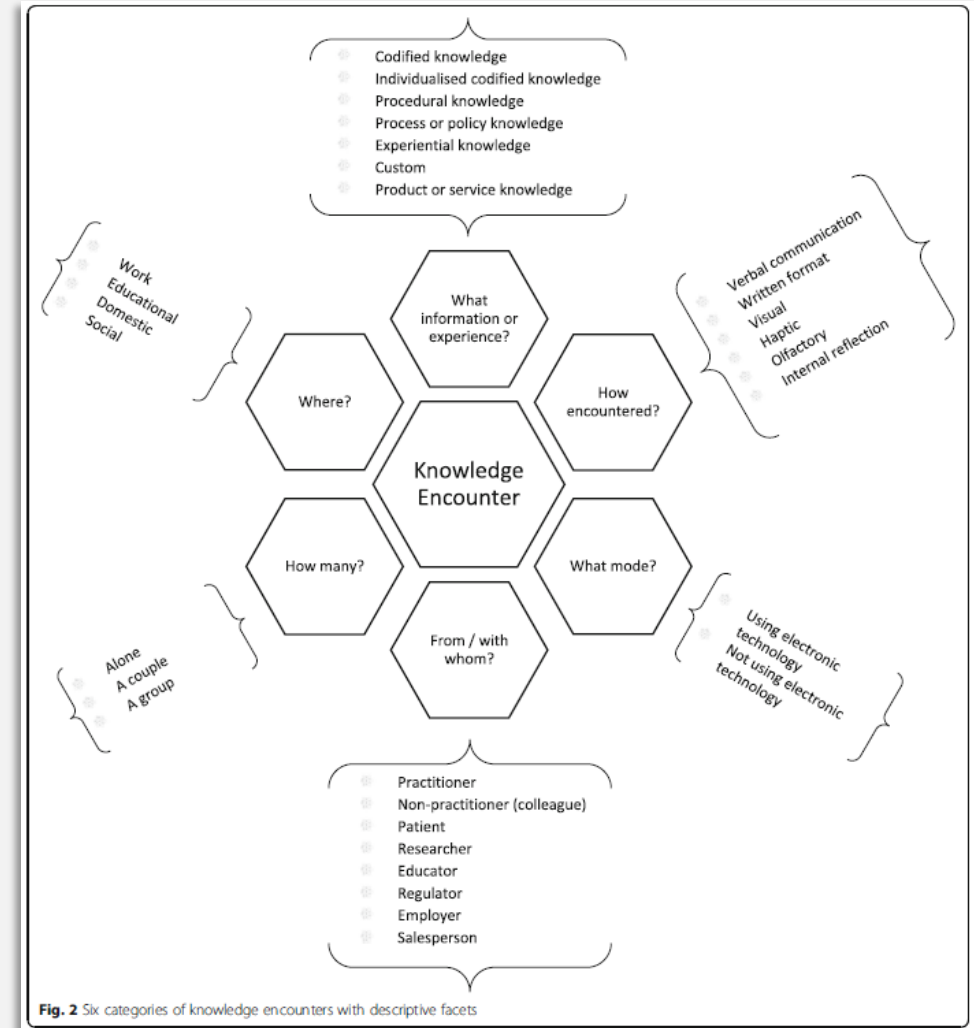 Codified knowledge
Individualised codified knowledge
Procedural knowledge
Process or policy knowledge
Experiential knowledge
Custom
Product or service knowledge
Work
Educational
Domestic
Social
Verbal communication
Written format
Visual
Haptic
Olfactory
Internal reflection
What
information or
experience?
Where?
How
encountered?
Knowledge
Encounter
How many?
What mode?
From / with
whom?
Alone
A couple
A group
Using electronic
technology
Not using electronic
technology
Practitioner
Non-practitioner (colleague)
Patient
Researcher
Educator
Regulator
Employer
Salesperson
Fig. 2 Six categories of knowledge encounters with descriptive facets